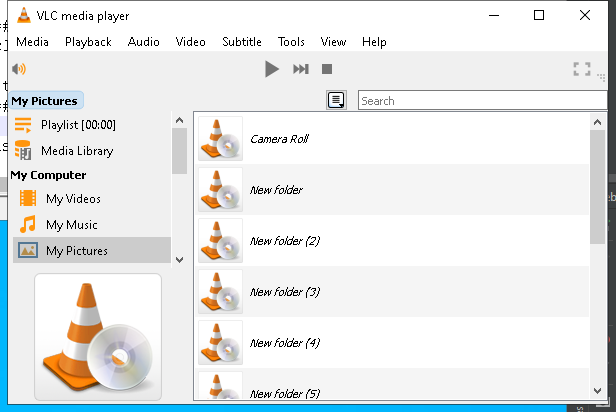 VLC media player
Media Playback Audio Video Subtitle Tools View Help
My Pictures
Search
Playlist [00:00]
Media Library
My Computer
My Videos
My Music
My Pictures
Camera Roll
New folder
New folder (2)
New folder (3)
New folder (4)
New folder (5)